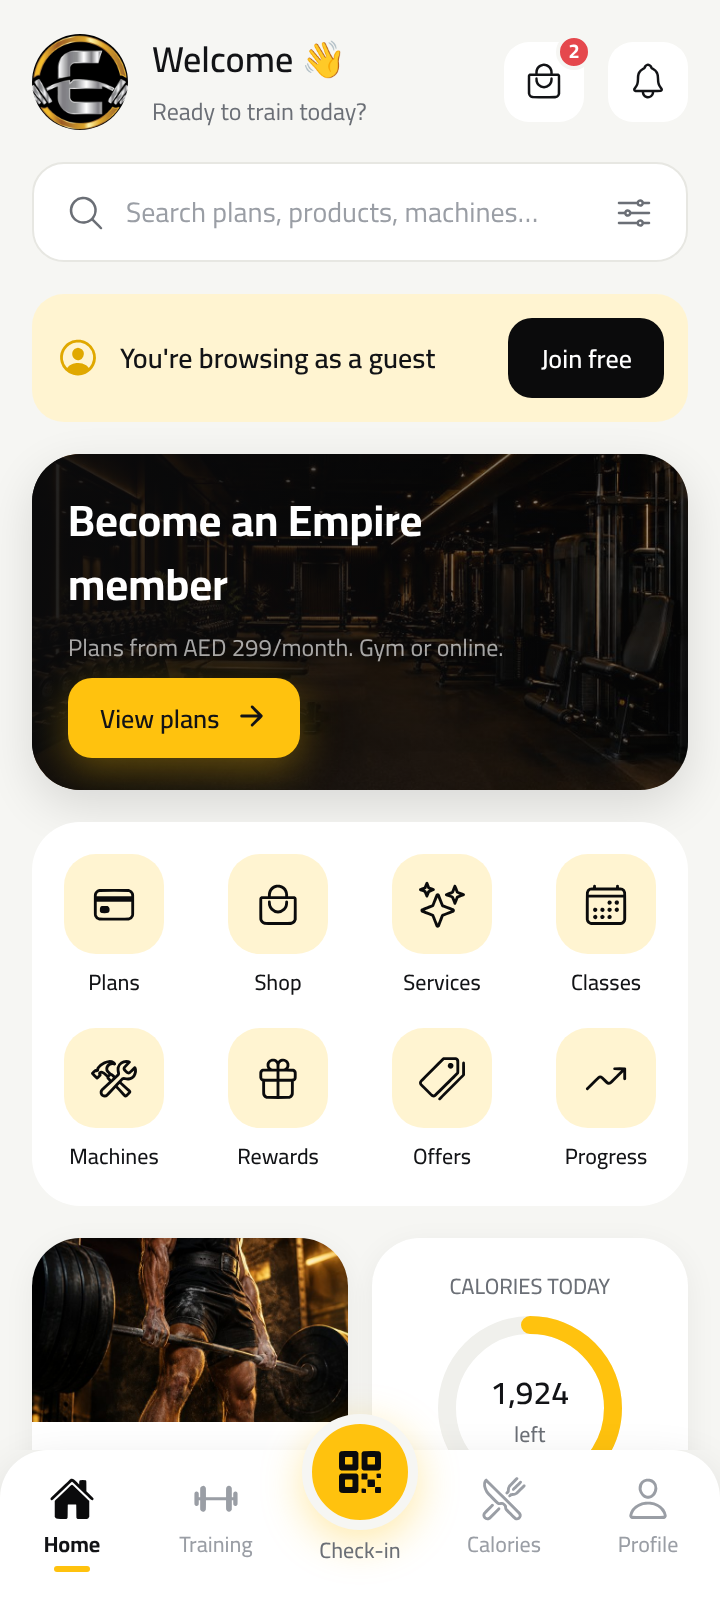 Welcome 👋
2
Ready to train today?
Search plans, products, machines...
You're browsing as a guest
Join free
Become an Empire
member
Plans from AED 299/month. Gym or online.
View plans
Plans
Shop
Services
Classes
Machines
Rewards
Offers
Progress
CALORIES TODAY
1,924
left
Home
Training
Check-in
Calories
Profile